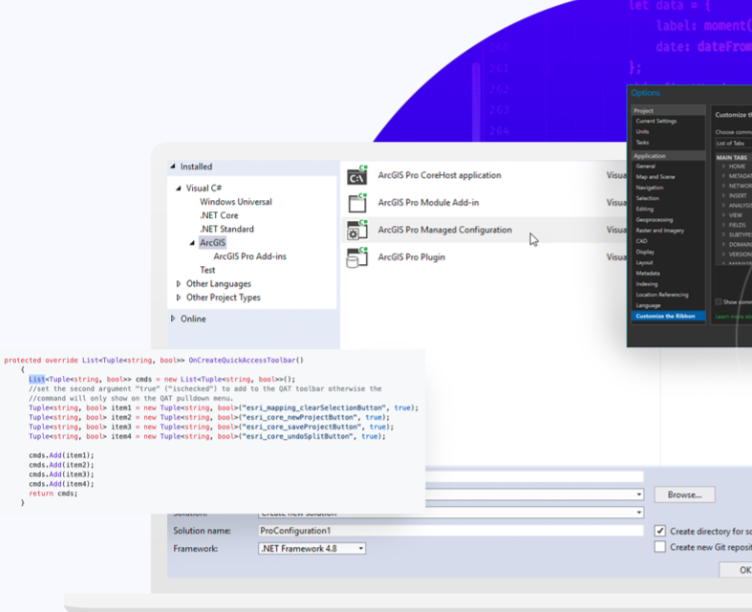 let data = {
label: moment(
date: dateFrom
};
260
261
262
263
264
Options
Project
Current Settings
Units
Tasks
Application
General
Map and Scene
Navigation
Selection
Editing
Geoprocessing
Raster and Imagery
CAD
Display
Layout
Metadata
Indexing
Location Referencing
Language
Customize the Ribbon
Customize th
Choose comma
List of Tabs
MAIN TABS
HOME
METADAT
NETWOR
INSERT
ANALYSIS
VIEW
FIELDS
SUBTYPE
DOMAIN
VERSION
Show comm
Learn more abo
Installed
Visual C#
Windows Universal
.NET Core
.NET Standard
ArcGIS
ArcGIS Pro Add-ins
Test
Other Languages
Other Project Types
Online
ArcGIS Pro CoreHost application Visua
ArcGIS Pro Module Add-in Visua
ArcGIS Pro Managed Configuration Visua
ArcGIS Pro Plugin Visua
protected override List<Tuple<string, bool>> OnCreateQuickAccessToolbar()
{
List<Tuple<string, bool>> cmds = new List<Tuple<string, bool>>();
//set the second argument "true" ("ischecked") to add to the QAT toolbar otherwise the
//command will only show on the QAT pulldown menu.
Tuple<string, bool> item1 = new Tuple<string, bool>("esri_mapping_clearSelectionButton", true);
Tuple<string, bool> item2 = new Tuple<string, bool>("esri_core_newProjectButton", true);
Tuple<string, bool> item3 = new Tuple<string, bool>("esri_core_saveProjectButton", true);
Tuple<string, bool> item4 = new Tuple<string, bool>("esri_core_undoSplitButton", true);
cmds.Add(item1);
cmds.Add(item2);
cmds.Add(item3);
cmds.Add(item4);
return cmds;
}
Browse...
Solution: Create new solution
Solution name: ProConfiguration1
Create directory for so
Framework: .NET Framework 4.8
Create new Git reposit
OK